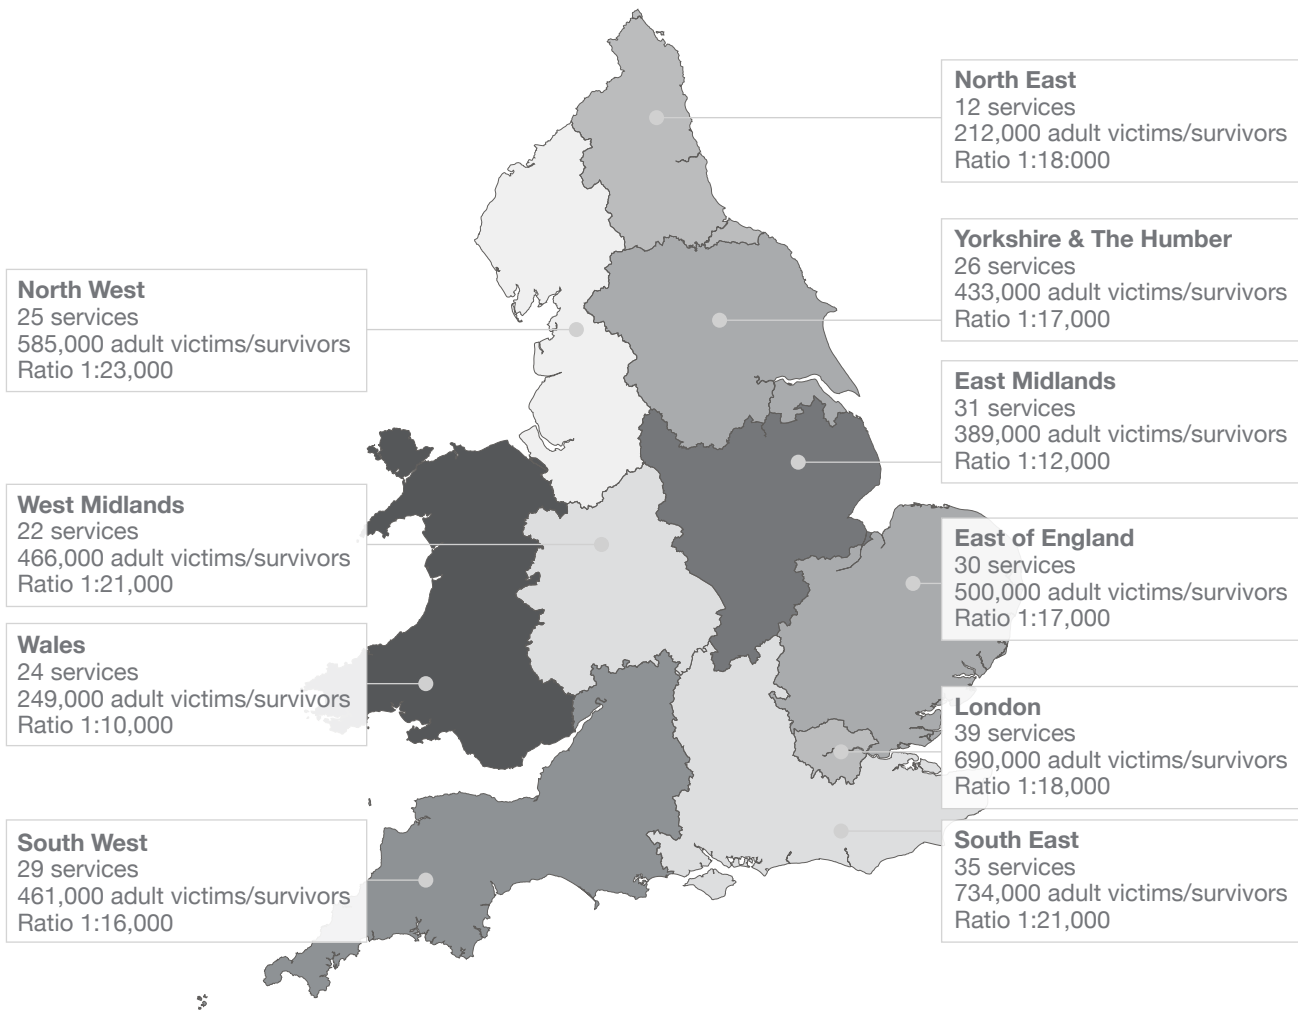 North East
12 services
212,000 adult victims/survivors
Ratio 1:18:000
Yorkshire & The Humber
26 services
433,000 adult victims/survivors
Ratio 1:17,000
North West
25 services
585,000 adult victims/survivors
Ratio 1:23,000
East Midlands
31 services
389,000 adult victims/survivors
Ratio 1:12,000
West Midlands
22 services
466,000 adult victims/survivors
Ratio 1:21,000
East of England
30 services
500,000 adult victims/survivors
Ratio 1:17,000
Wales
24 services
249,000 adult victims/survivors
Ratio 1:10,000
London
39 services
690,000 adult victims/survivors
Ratio 1:18,000
South West
29 services
461,000 adult victims/survivors
Ratio 1:16,000
South East
35 services
734,000 adult victims/survivors
Ratio 1:21,000